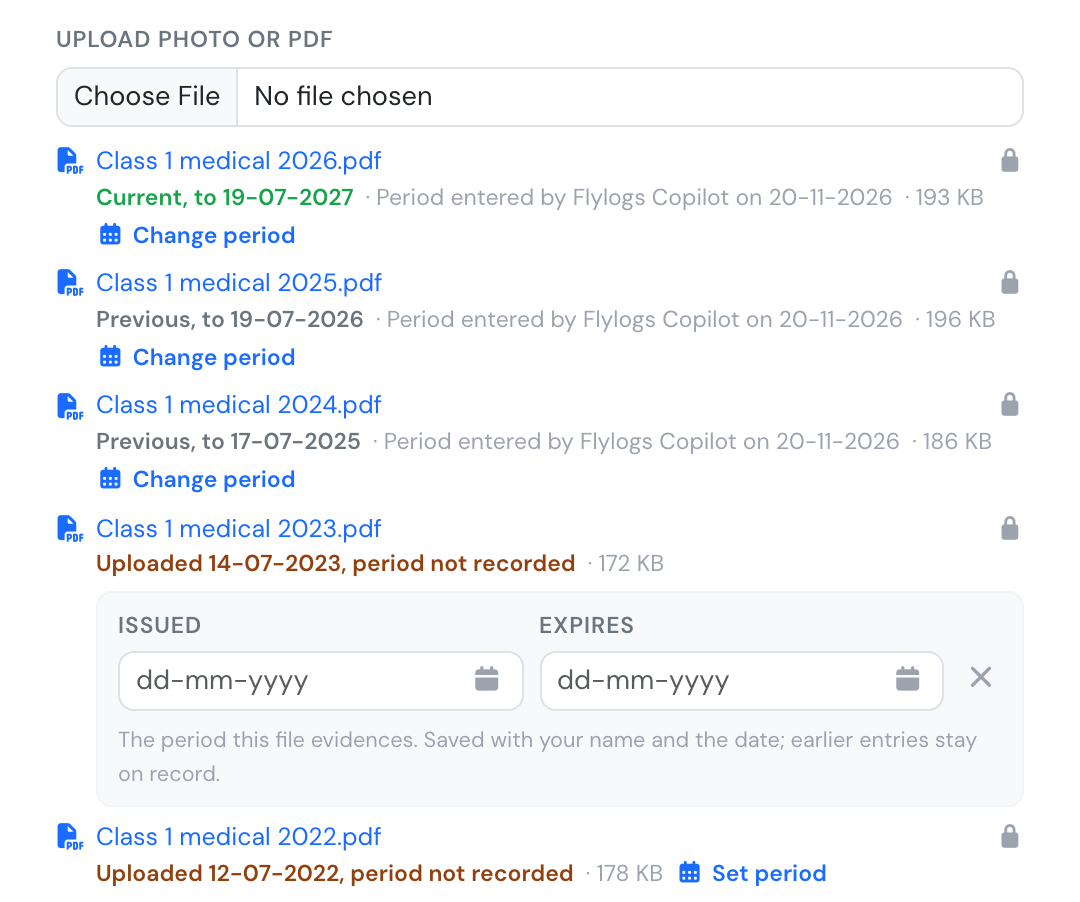 UPLOAD PHOTO OR PDF
Choose File No file chosen
PDF Class 1 medical 2026.pdf
Current, to 19-07-2027 · Period entered by Flylogs Copilot on 20-11-2026 · 193 KB
Change period
PDF Class 1 medical 2025.pdf
Previous, to 19-07-2026 · Period entered by Flylogs Copilot on 20-11-2026 · 196 KB
Change period
PDF Class 1 medical 2024.pdf
Previous, to 17-07-2025 · Period entered by Flylogs Copilot on 20-11-2026 · 186 KB
Change period
PDF Class 1 medical 2023.pdf
Uploaded 14-07-2023, period not recorded · 172 KB
ISSUED EXPIRES
dd-mm-yyyy dd-mm-yyyy
The period this file evidences. Saved with your name and the date; earlier entries stay
on record.
PDF Class 1 medical 2022.pdf
Uploaded 12-07-2022, period not recorded · 178 KB Set period